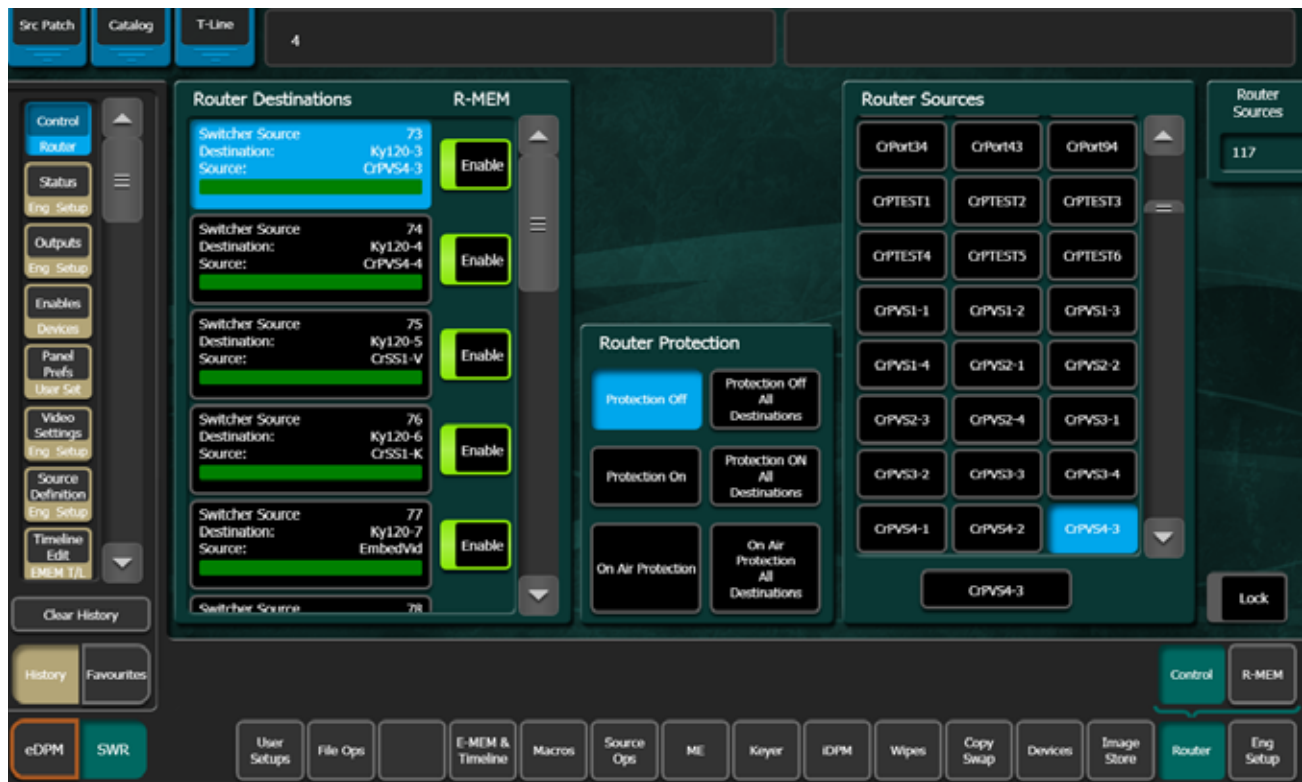 Src Patch
Catalog
T-Line
4
Control
Router
Status
Eng Setup
Outputs
Eng Setup
Enables
Devices
Panel
Prefs
User Set
Video
Settings
Eng Setup
Source
Definition
Eng Setup
Timeline
Edit
EMEM T/L
Clear History
History
Favourites
Router Destinations R-MEM
Switcher Source 73
Destination: Ky120-3
Source: CrPVS4-3
Enable
Switcher Source 74
Destination: Ky120-4
Source: CrPVS4-4
Enable
Switcher Source 75
Destination: Ky120-5
Source: CrSS1-V
Enable
Switcher Source 76
Destination: Ky120-6
Source: CrSS1-K
Enable
Switcher Source 77
Destination: Ky120-7
Source: EmbedVid
Enable
Switcher Source 78
Router Protection
Protection Off
Protection Off
All
Destinations
Protection On
Protection ON
All
Destinations
On Air Protection
On Air
Protection
All
Destinations
Router Sources
CrPort34 CrPort43 CrPort94
CrPTEST1 CrPTEST2 CrPTEST3
CrPTEST4 CrPTEST5 CrPTEST6
CrPVS1-1 CrPVS1-2 CrPVS1-3
CrPVS1-4 CrPVS2-1 CrPVS2-2
CrPVS2-3 CrPVS2-4 CrPVS3-1
CrPVS3-2 CrPVS3-3 CrPVS3-4
CrPVS4-1 CrPVS4-2 CrPVS4-3
CrPVS4-3
Router
Sources
117
Lock
Control
R-MEM
eDPM
SWR
User
Setups
File Ops
E-MEM &
Timeline
Macros
Source
Ops
ME
Keyer
iDPM
Wipes
Copy
Swap
Devices
Image
Store
Router
Eng
Setup